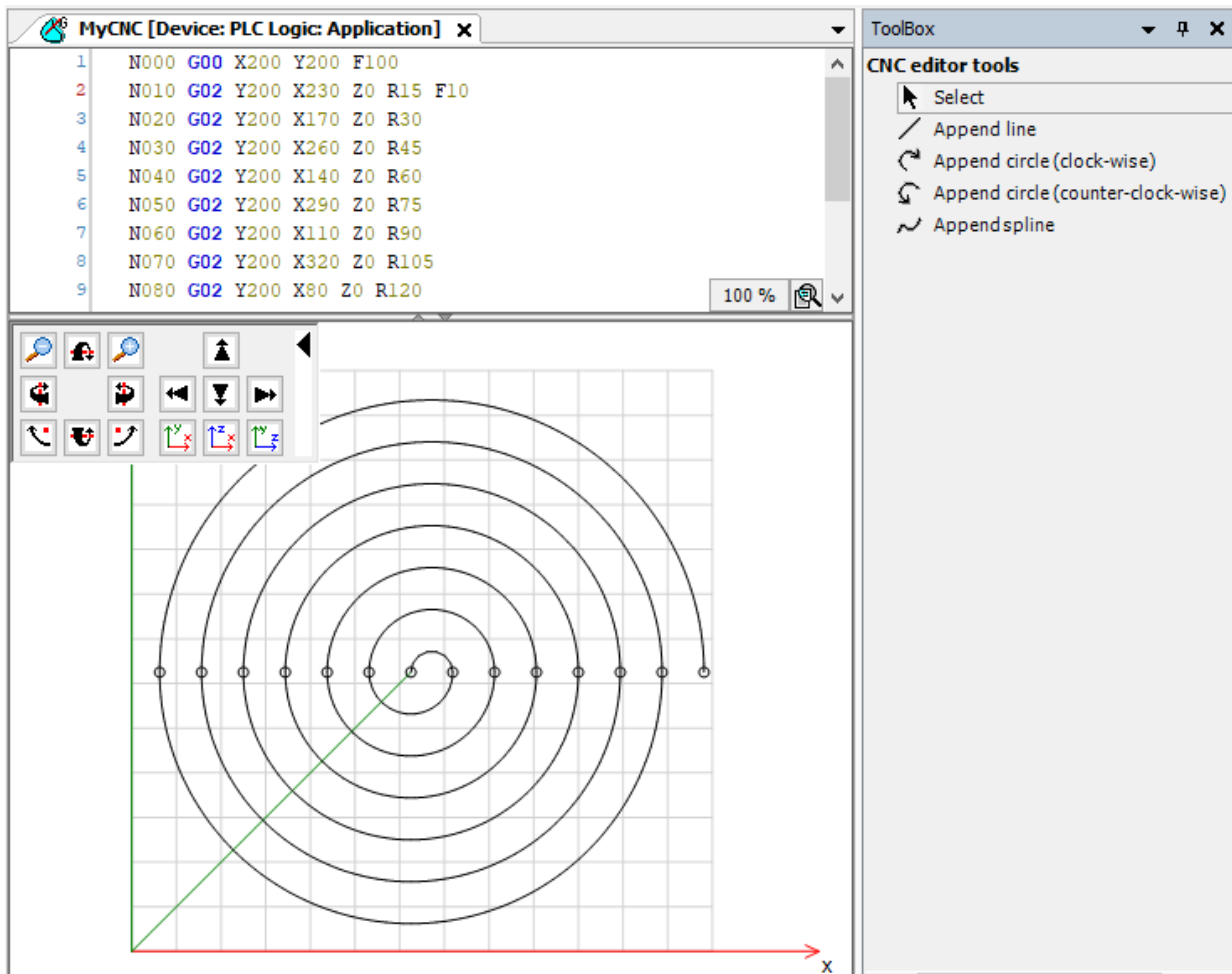 MyCNC [Device: PLC Logic: Application]
1 N000 G00 X200 Y200 F100
2 N010 G02 Y200 X230 Z0 R15 F10
3 N020 G02 Y200 X170 Z0 R30
4 N030 G02 Y200 X260 Z0 R45
5 N040 G02 Y200 X140 Z0 R60
6 N050 G02 Y200 X290 Z0 R75
7 N060 G02 Y200 X110 Z0 R90
8 N070 G02 Y200 X320 Z0 R105
9 N080 G02 Y200 X80 Z0 R120
100 %
y x
z x
y z
x
ToolBox
CNC editor tools
Select
Append line
Append circle (clock-wise)
Append circle (counter-clock-wise)
Append spline